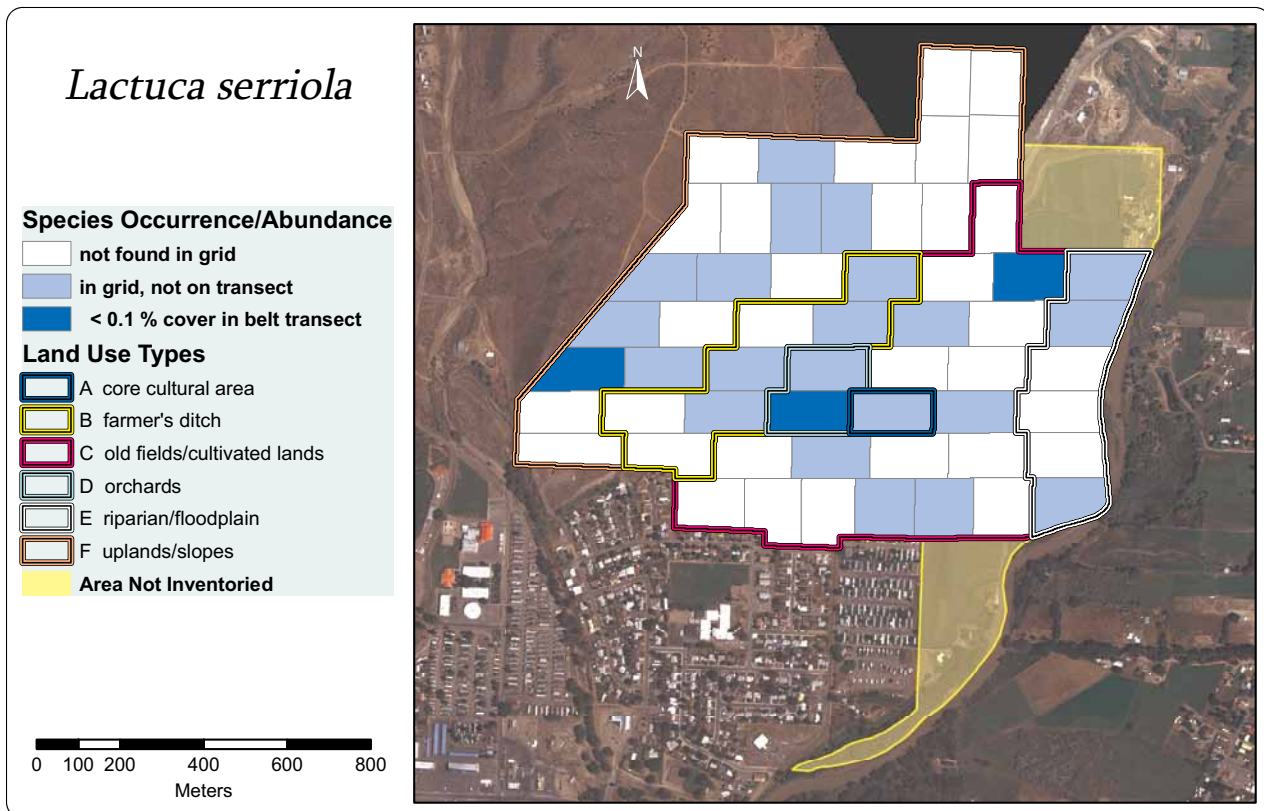 Lactuca serriola
Species Occurrence/Abundance
not found in grid
in grid, not on transect
< 0.1 % cover in belt transect
Land Use Types
A core cultural area
B farmer's ditch
C old fields/cultivated lands
D orchards
E riparian/floodplain
F uplands/slopes
Area Not Inventoried
0 100 200 400 600 800
Meters
N